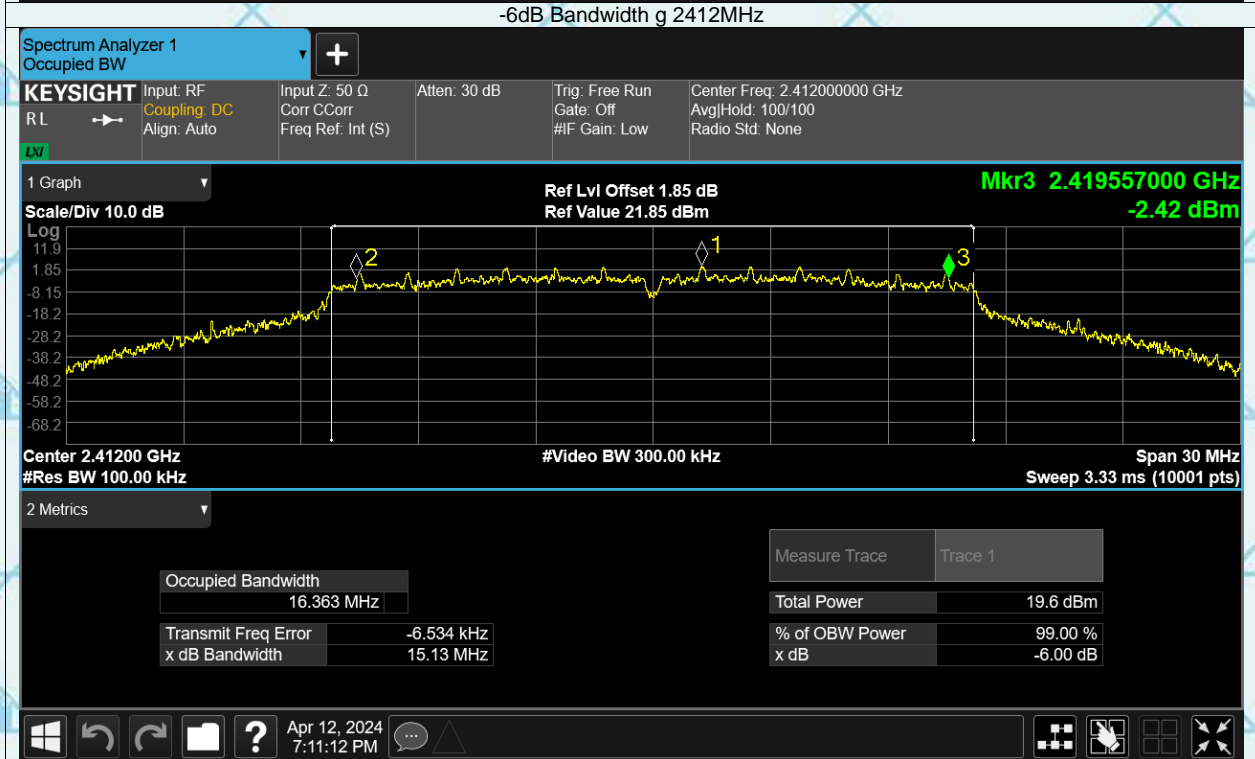 -6dB Bandwidth g 2412MHz
Spectrum Analyzer 1
Occupied BW
KEYSIGHT
RL
LXI
Input: RF
Coupling: DC
Align: Auto
Input Z: 50 Ω
Corr CCorr
Freq Ref: Int (S)
Atten: 30 dB
Trig: Free Run
Gate: Off
#IF Gain: Low
Center Freq: 2.412000000 GHz
Avg|Hold: 100/100
Radio Std: None
1 Graph
Scale/Div 10.0 dB
Ref Lvl Offset 1.85 dB
Ref Value 21.85 dBm
Mkr3 2.419557000 GHz
-2.42 dBm
Log
11.9
1.85
-8.15
-18.2
-28.2
-38.2
-48.2
-58.2
-68.2
2
1
3
Center 2.41200 GHz
#Video BW 300.00 kHz
Span 30 MHz
#Res BW 100.00 kHz
Sweep 3.33 ms (10001 pts)
2 Metrics
Measure Trace Trace 1
Occupied Bandwidth
16.363 MHz
Total Power 19.6 dBm
Transmit Freq Error -6.534 kHz
% of OBW Power 99.00 %
x dB Bandwidth 15.13 MHz
x dB -6.00 dB
?
Apr 12, 2024
7:11:12 PM